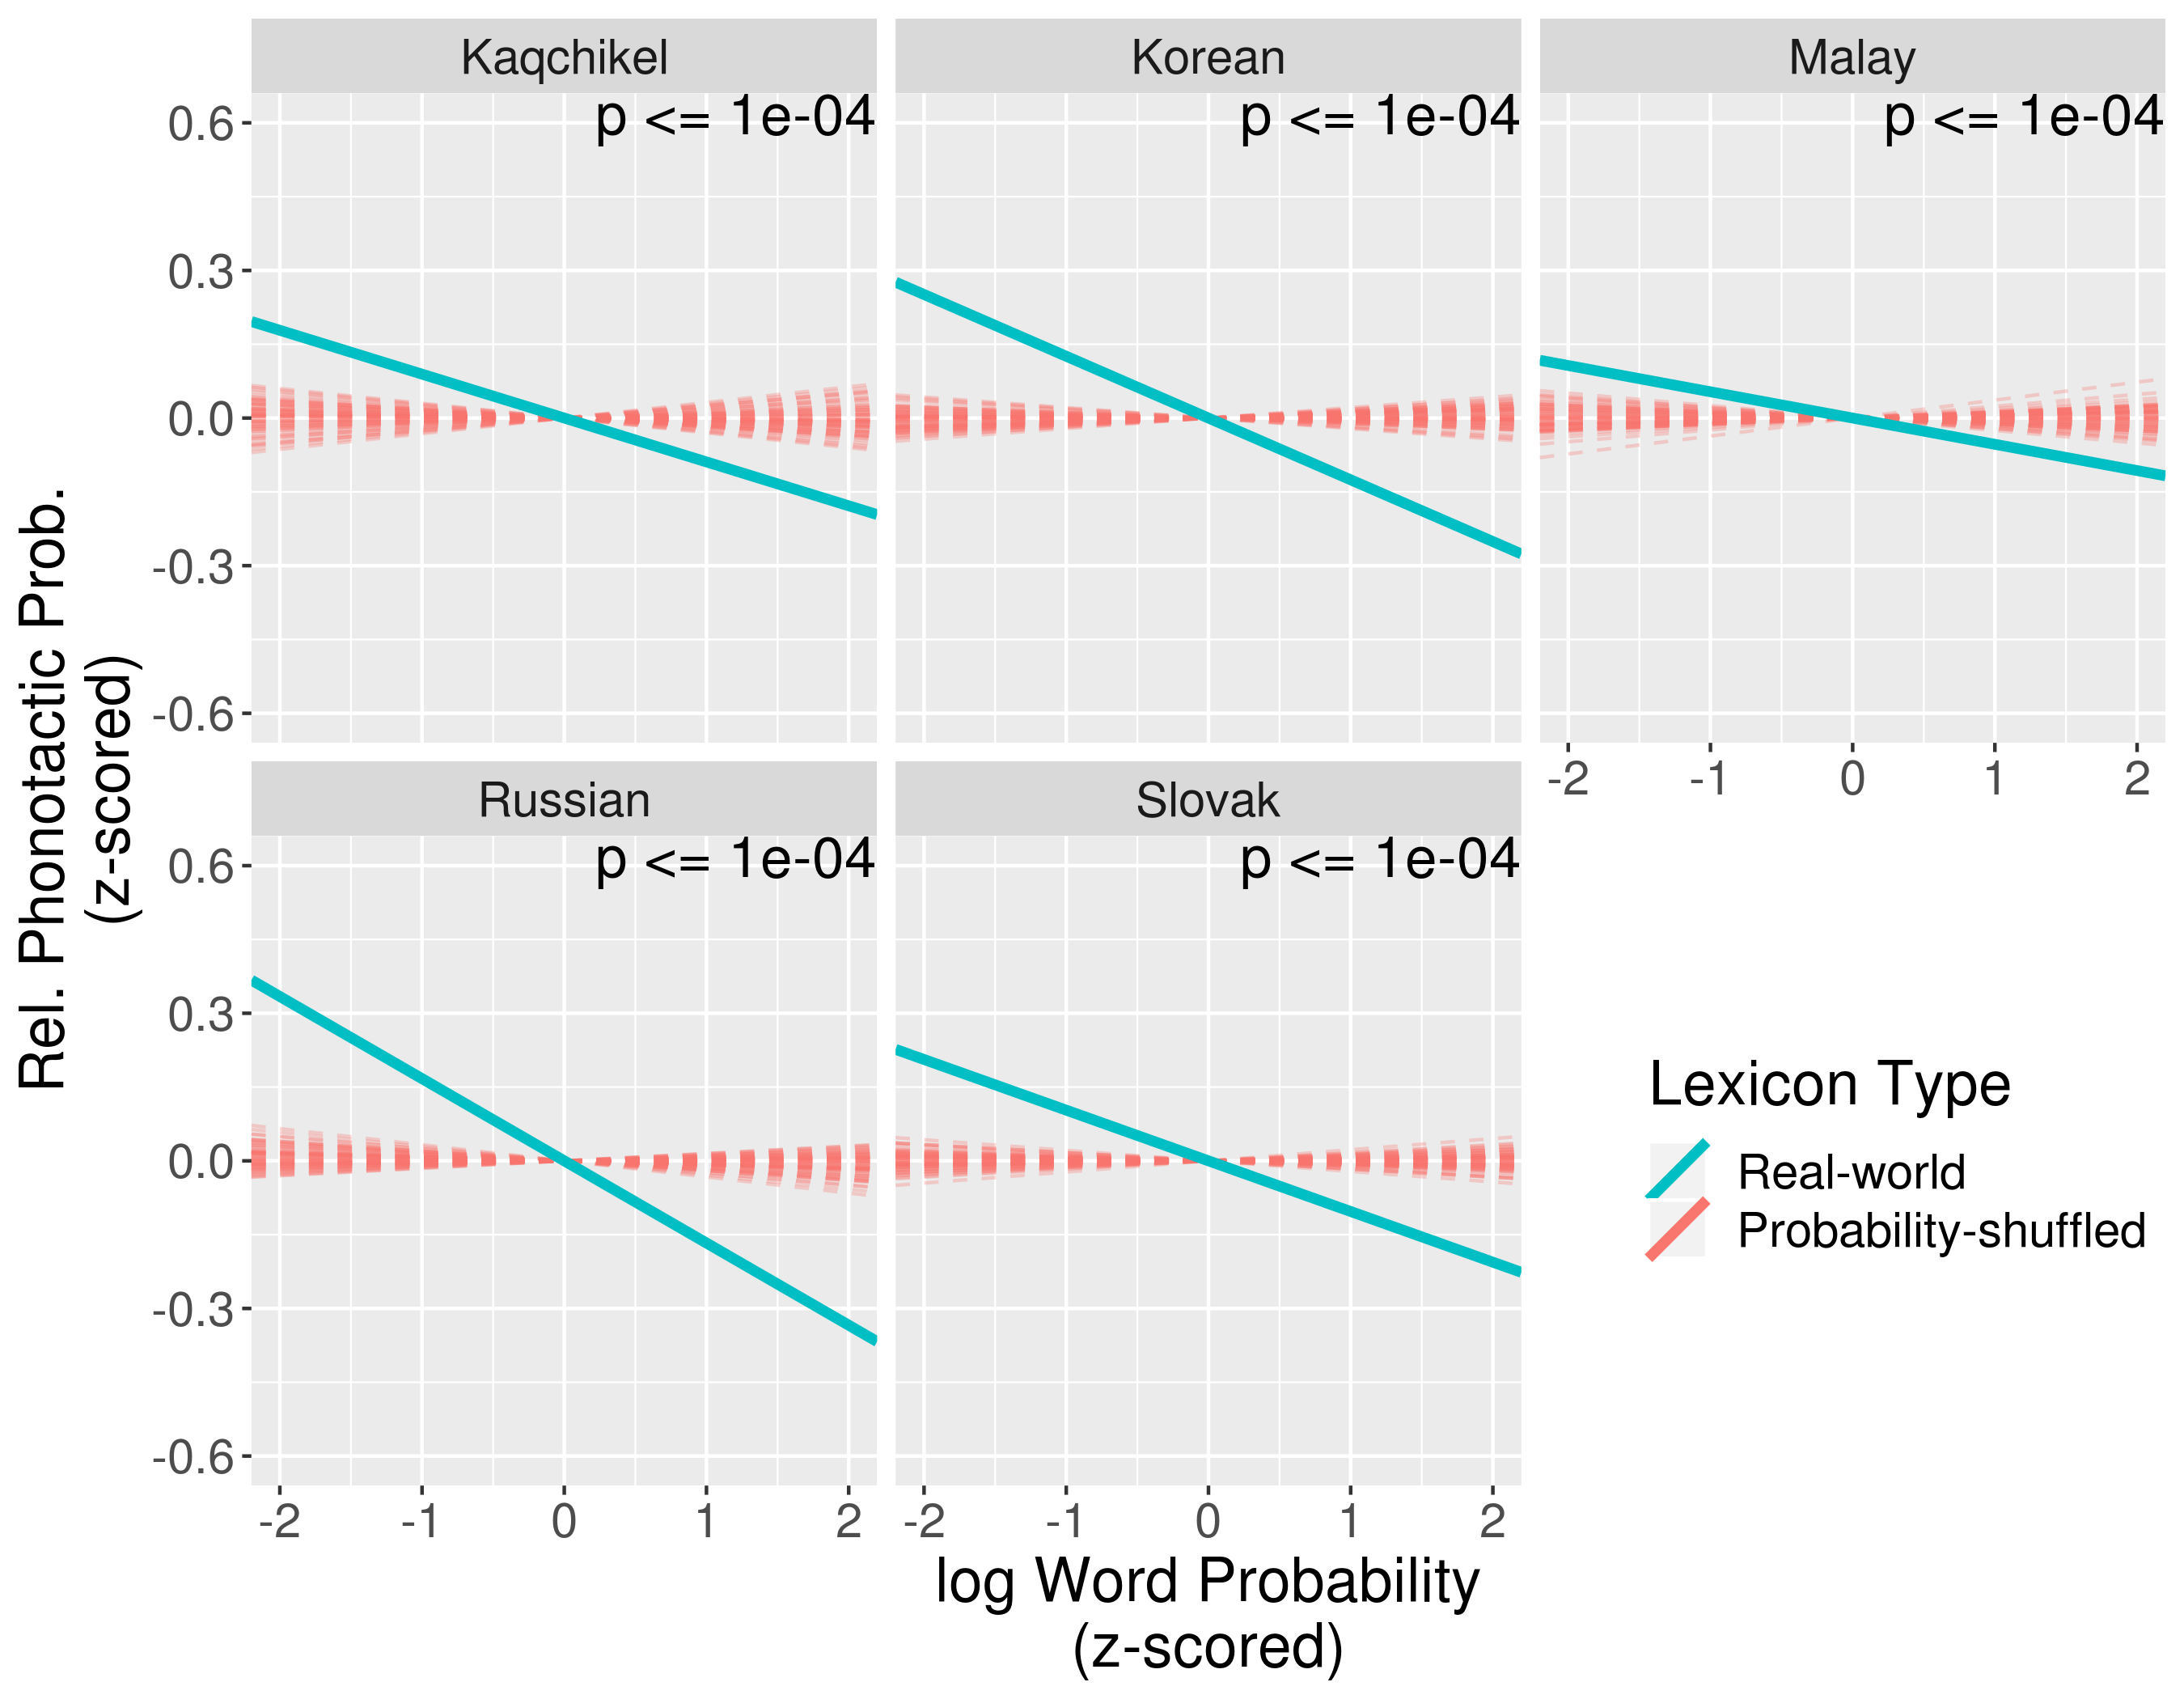 Kaqchikel
Korean
Malay
p <= 1e-04
p <= 1e-04
p <= 1e-04
0.6
0.3
0.0
-0.3
-0.6
-2 -1 0 1 2
Russian
Slovak
p <= 1e-04
p <= 1e-04
0.6
0.3
0.0
-0.3
-0.6
-2 -1 0 1 2
-2 -1 0 1 2
Rel. Phonotactic Prob.
(z-scored)
log Word Probability
(z-scored)
Lexicon Type
Real-world
Probability-shuffled